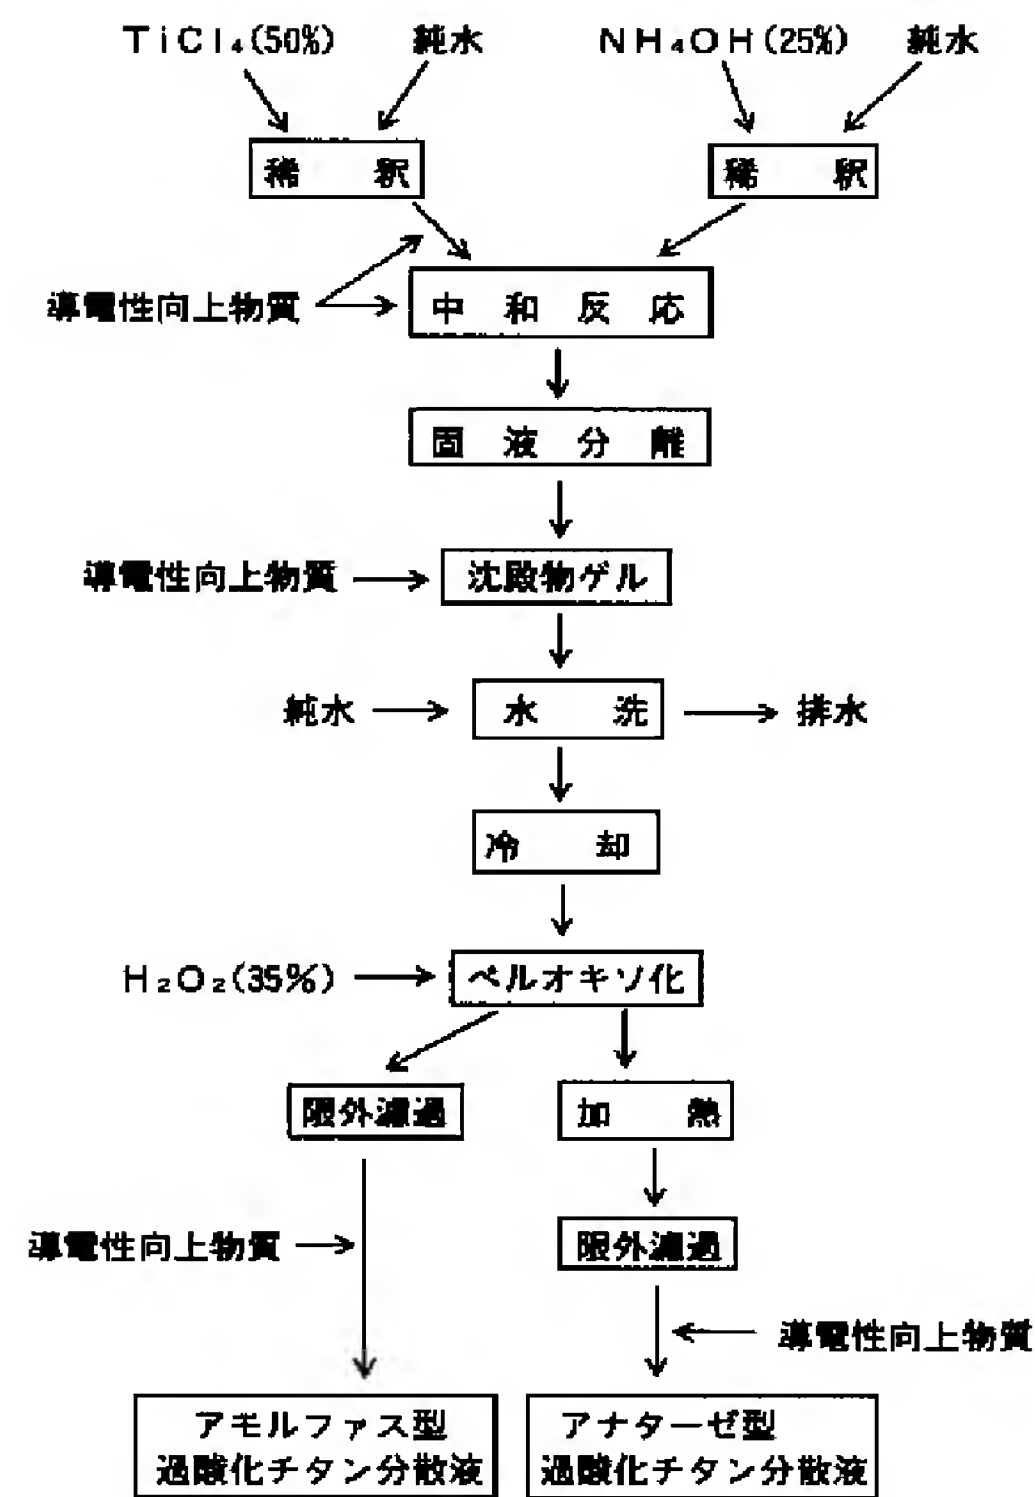 TiCl₄(50%) 純水 NH₄OH(25%) 純水
稀釈 稀釈
導電性向上物質
中和反応
固液分離
導電性向上物質 沈殿物ゲル
純水 水洗 排水
冷却
H₂O₂(35%) ペルオキソ化
限外濾過 加熱
導電性向上物質 限外濾過
導電性向上物質
アモルファス型 アナターゼ型
過酸化チタン分散液 過酸化チタン分散液